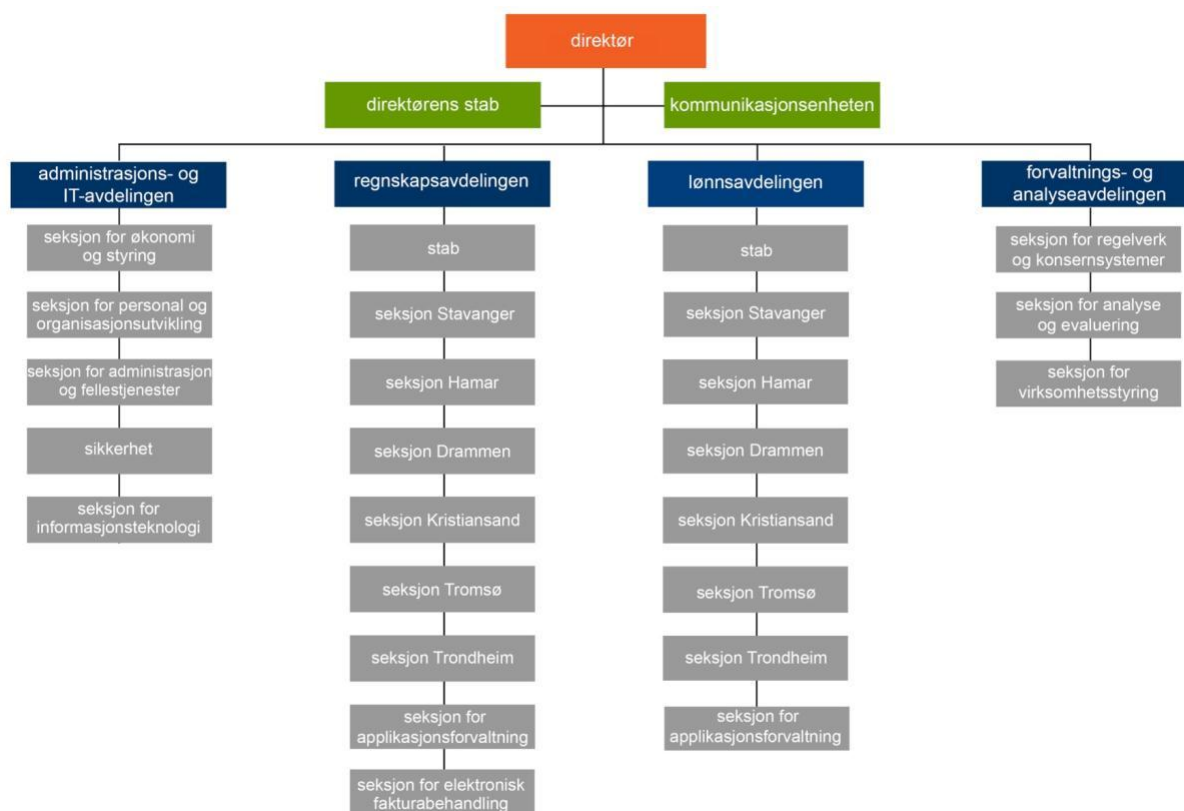 direktør
direktørens stab
kommunikasjonsenheten
administrasjons- og
IT-avdelingen
seksjon for økonomi
og styring
seksjon for personal og
organisasjonsutvikling
seksjon for administrasjon
og fellestjenester
sikkerhet
seksjon for
informasjonsteknologi
regnskapsavdelingen
stab
seksjon Stavanger
seksjon Hamar
seksjon Drammen
seksjon Kristiansand
seksjon Tromsø
seksjon Trondheim
seksjon for
applikasjonsforvaltning
seksjon for elektronisk
fakturabehandling
lønnsavdelingen
stab
seksjon Stavanger
seksjon Hamar
seksjon Drammen
seksjon Kristiansand
seksjon Tromsø
seksjon Trondheim
seksjon for
applikasjonsforvaltning
forvaltnings- og
analyseavdelingen
seksjon for regelverk
og konsernsystemer
seksjon for analyse
og evaluering
seksjon for
virksomhetsstyring